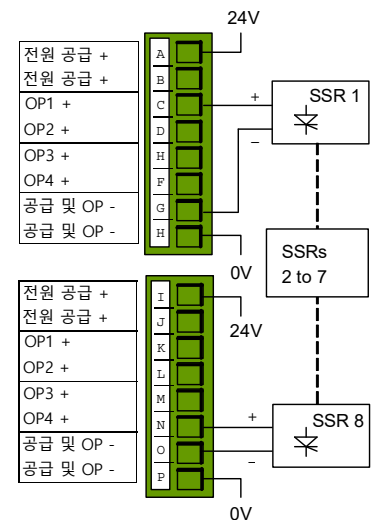 24V
전원 공급 + A
전원 공급 + B
OP1 + C
OP2 + D
OP3 + H
OP4 + F
공급 및 OP - G
공급 및 OP - H
+ SSR 1
–
0V
SSRs
2 to 7
전원 공급 + I
전원 공급 + J
OP1 + K
OP2 + L
OP3 + M
OP4 + N
공급 및 OP - O
공급 및 OP - P
24V
+ SSR 8
–
0V